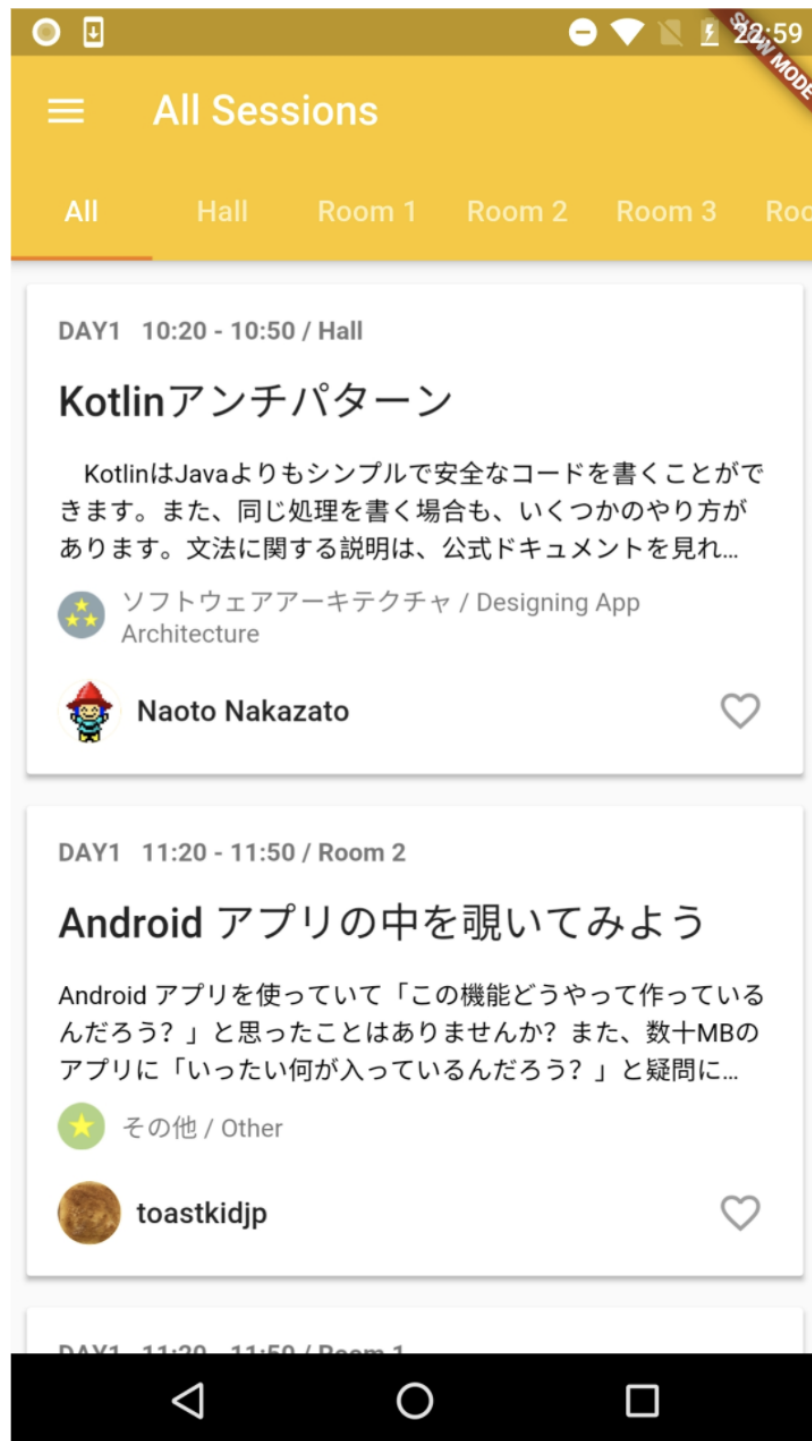 22:59
SLOW MODE
All Sessions
All Hall Room 1 Room 2 Room 3 Roo
DAY1 10:20 - 10:50 / Hall
Kotlinアンチパターン
KotlinはJavaよりもシンプルで安全なコードを書くことがで
きます。また、同じ処理を書く場合も、いくつかのやり方が
あります。文法に関する説明は、公式ドキュメントを見れ...
ソフトウェアアーキテクチャ / Designing App
Architecture
Naoto Nakazato
DAY1 11:20 - 11:50 / Room 2
Android アプリの中を覗いてみよう
Android アプリを使っていて「この機能どうやって作っている
んだろう？」と思ったことはありませんか？また、数十MBの
アプリに「いったい何が入っているんだろう？」と疑問に...
その他 / Other
toastkidjp
DAY1 11:20 - 11:50 / Room 1